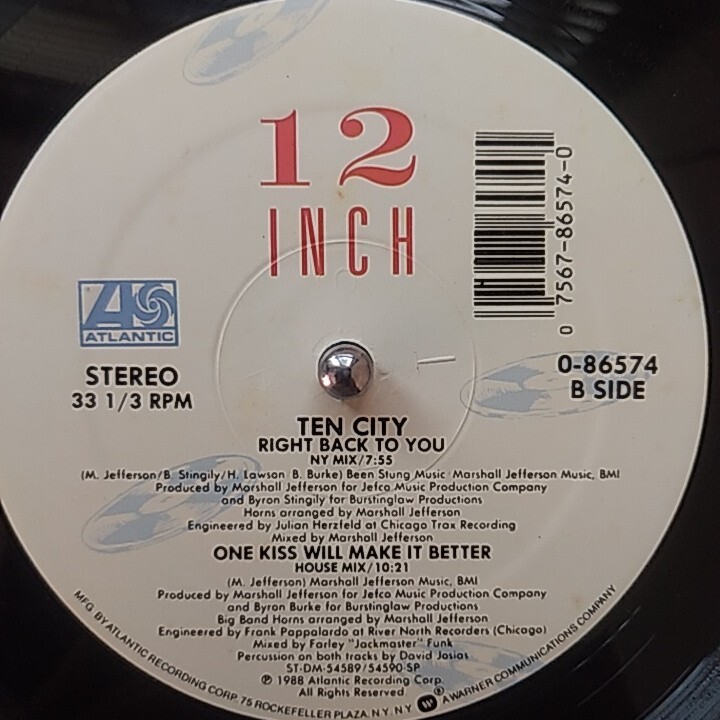 12
INCH
0 7567-86574-0
ATLANTIC
STEREO
33 1/3 RPM
0-86574
B SIDE
TEN CITY
RIGHT BACK TO YOU
NY MIX/7:55
(M. Jefferson/B. Stingily/H. Lawson B. Burke) Been Stung Music/Marshall Jefferson Music, BMI
Produced by Marshall Jefferson for Jefco Music Production Company
and Byron Stingily for Burstinglaw Productions
Horns arranged by Marshall Jefferson
Engineered by Julian Herzfeld at Chicago Trax Recording
Mixed by Marshall Jefferson
ONE KISS WILL MAKE IT BETTER
HOUSE MIX/10:21
(M. Jefferson) Marshall Jefferson Music, BMI
Produced by Marshall Jefferson for Jefco Music Production Company
and Byron Burke for Burstinglaw Productions
Big Band Horns arranged by Marshall Jefferson
Engineered by Frank Pappalardo at River North Recorders (Chicago)
Mixed by Farley "Jackmaster" Funk
Percussion on both tracks by David Josias
ST-DM-54589/54590-SP
℗ 1988 Atlantic Recording Corp.
All Rights Reserved.
MFG. BY ATLANTIC RECORDING CORP. 75 ROCKEFELLER PLAZA. N.Y. N.Y. A WARNER COMMUNICATIONS COMPANY